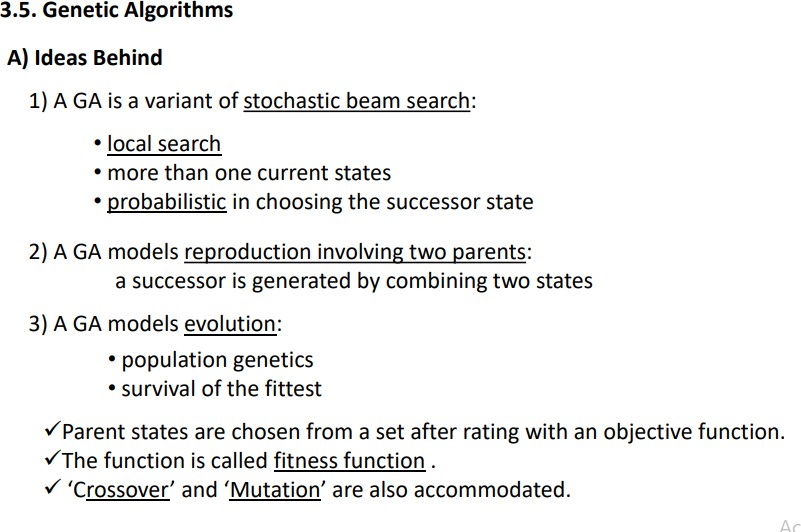 3.5. Genetic Algorithms
A) Ideas Behind
1) A GA is a variant of stochastic beam search:
• local search
• more than one current states
• probabilistic in choosing the successor state
2) A GA models reproduction involving two parents:
a successor is generated by combining two states
3) A GA models evolution:
• population genetics
• survival of the fittest
✓Parent states are chosen from a set after rating with an objective function.
✓The function is called fitness function .
✓ ‘Crossover’ and ‘Mutation’ are also accommodated.
Ac